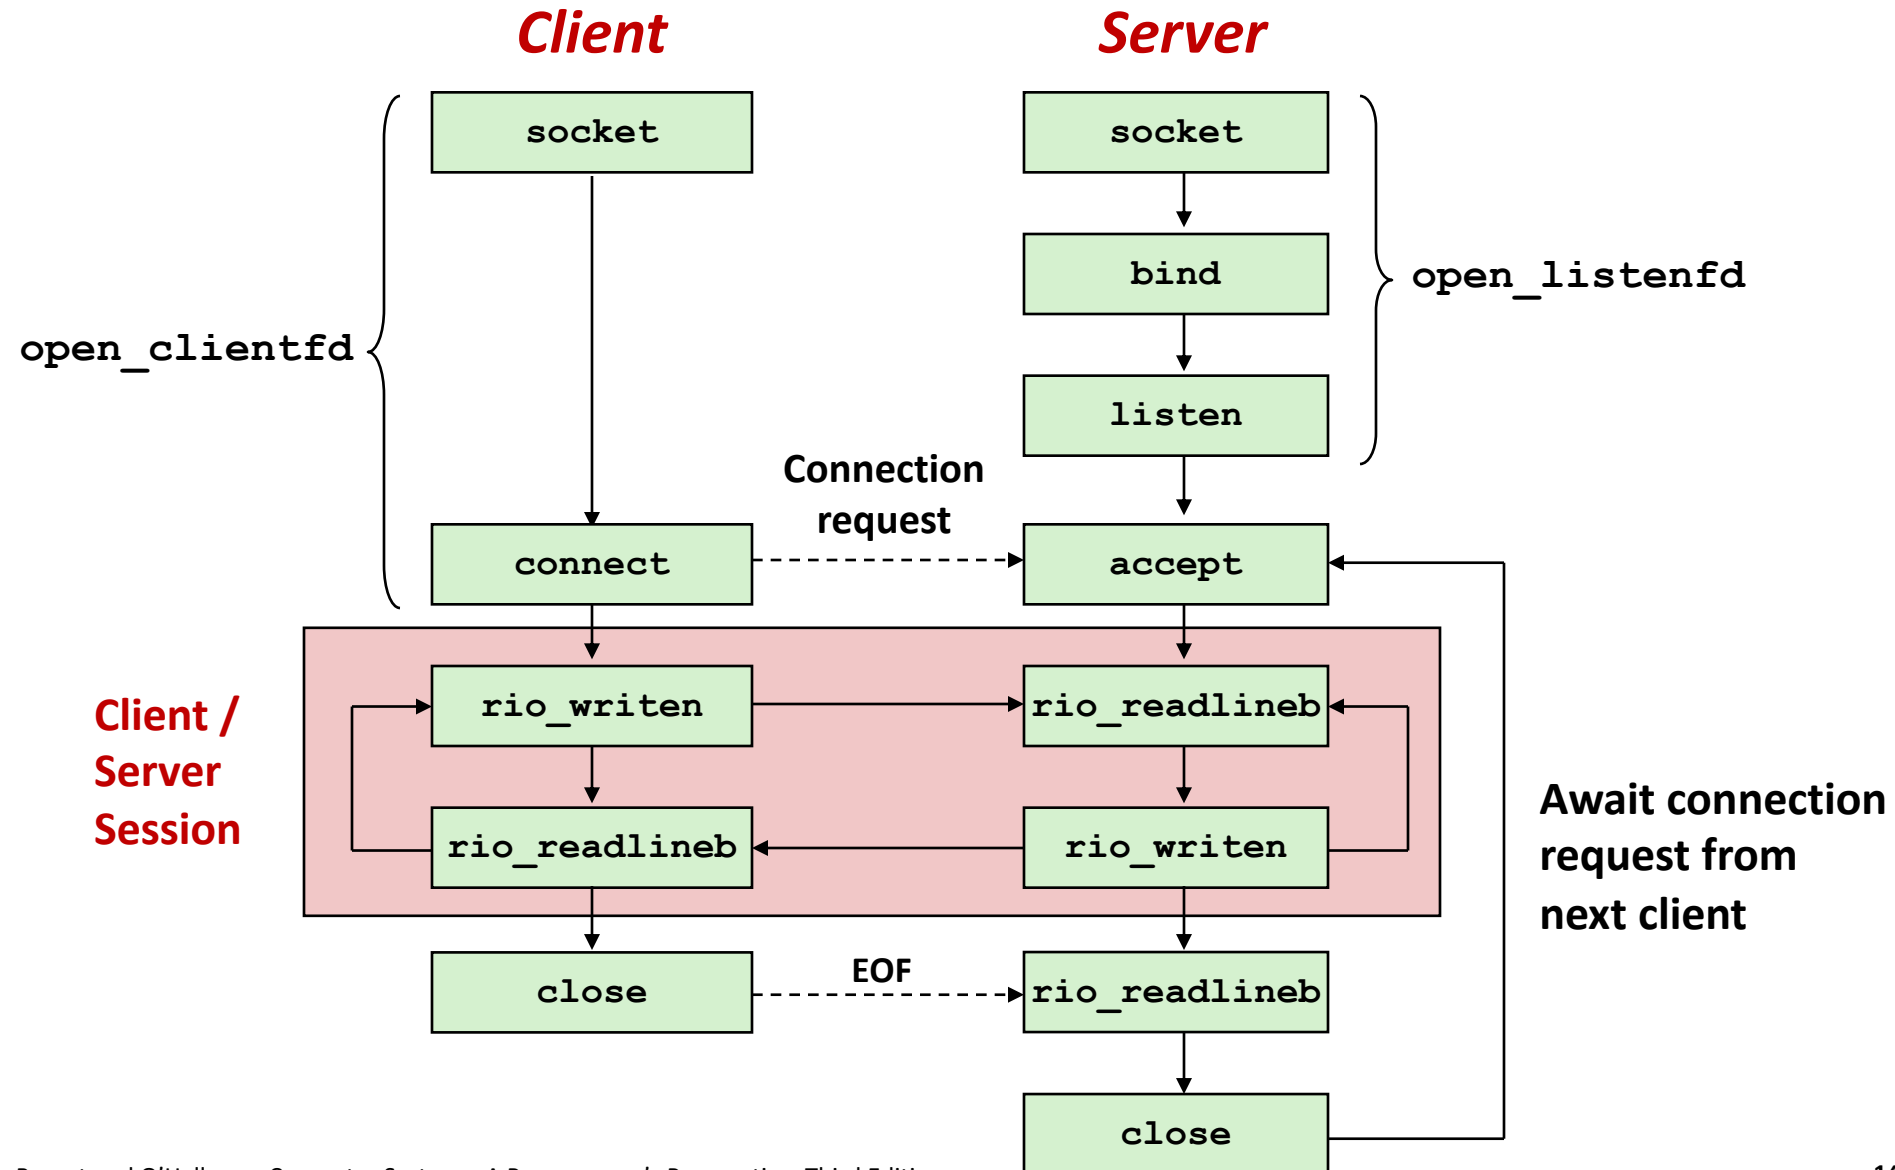 Client
Server
socket
socket
bind
open_listenfd
open_clientfd
listen
Connection
request
connect
accept
Client /
Server
Session
rio_writen
rio_readlineb
rio_readlineb
rio_writen
Await connection
request from
next client
close
EOF
rio_readlineb
close